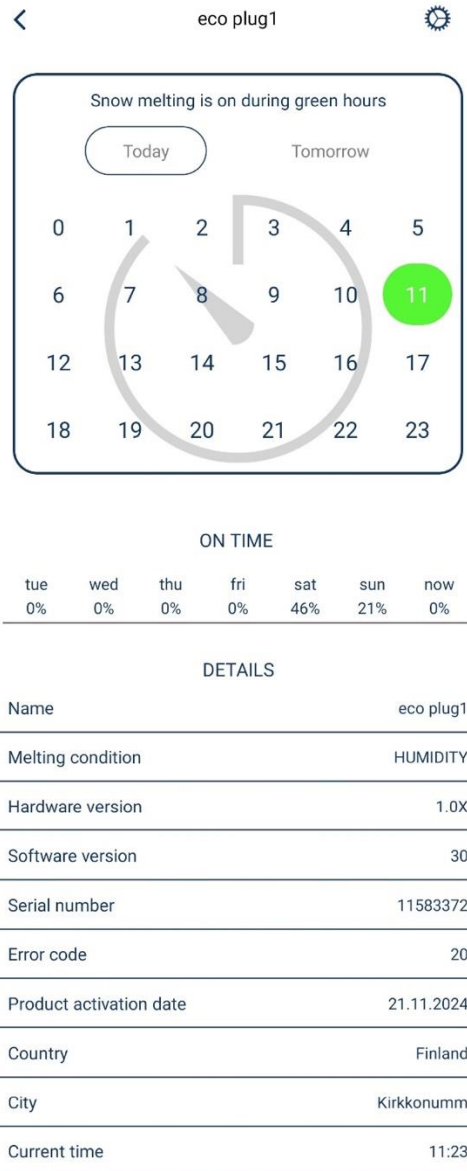 eco plug1
Snow melting is on during green hours
Today Tomorrow
0 1 2 3 4 5
6 7 8 9 10 11
12 13 14 15 16 17
18 19 20 21 22 23
ON TIME
tue wed thu fri sat sun now
0% 0% 0% 0% 46% 21% 0%
DETAILS
Name eco plug1
Melting condition HUMIDITY
Hardware version 1.0X
Software version 30
Serial number 11583372
Error code 20
Product activation date 21.11.2024
Country Finland
City Kirkkonumm
Current time 11:23